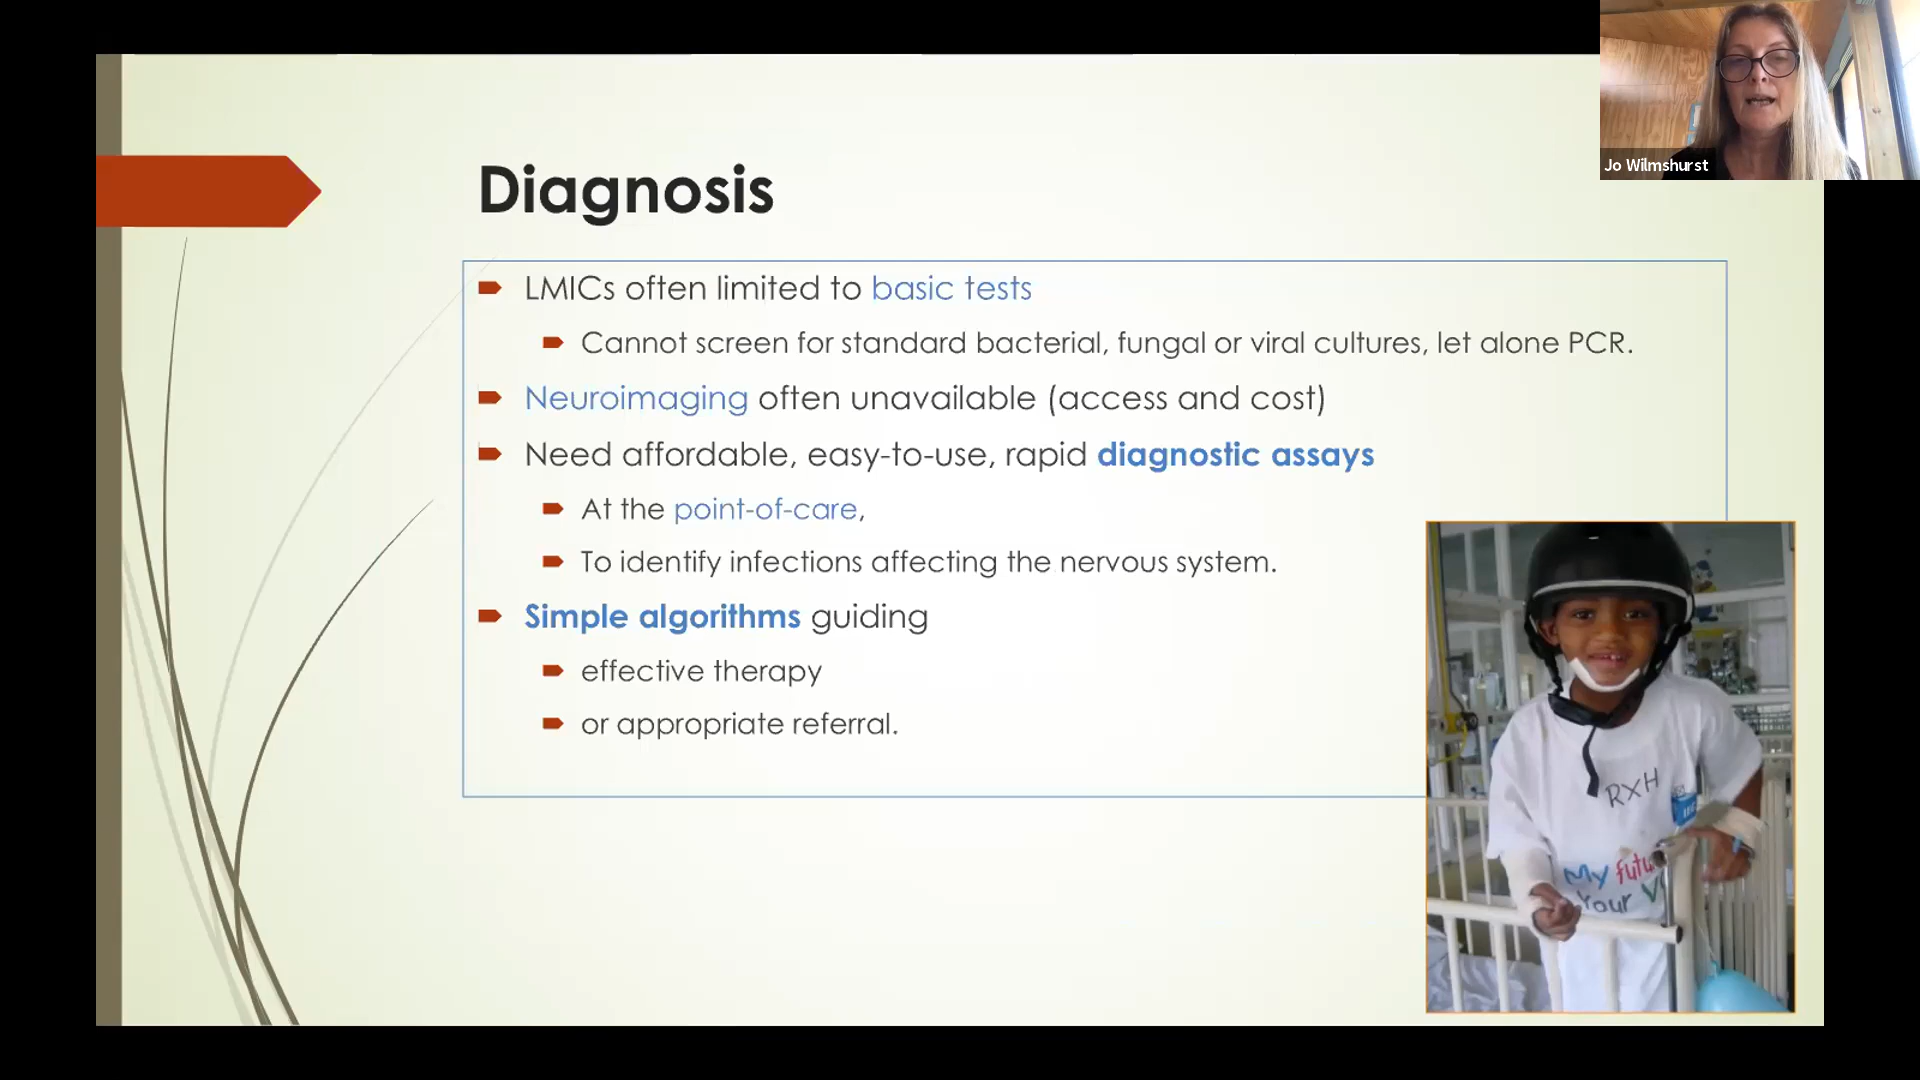 Jo Wilmshurst
Diagnosis
LMICs often limited to basic tests
Cannot screen for standard bacterial, fungal or viral cultures, let alone PCR.
Neuroimaging often unavailable (access and cost)
Need affordable, easy-to-use, rapid diagnostic assays
At the point-of-care,
To identify infections affecting the nervous system.
Simple algorithms guiding
effective therapy
or appropriate referral.
RXH
My
Your